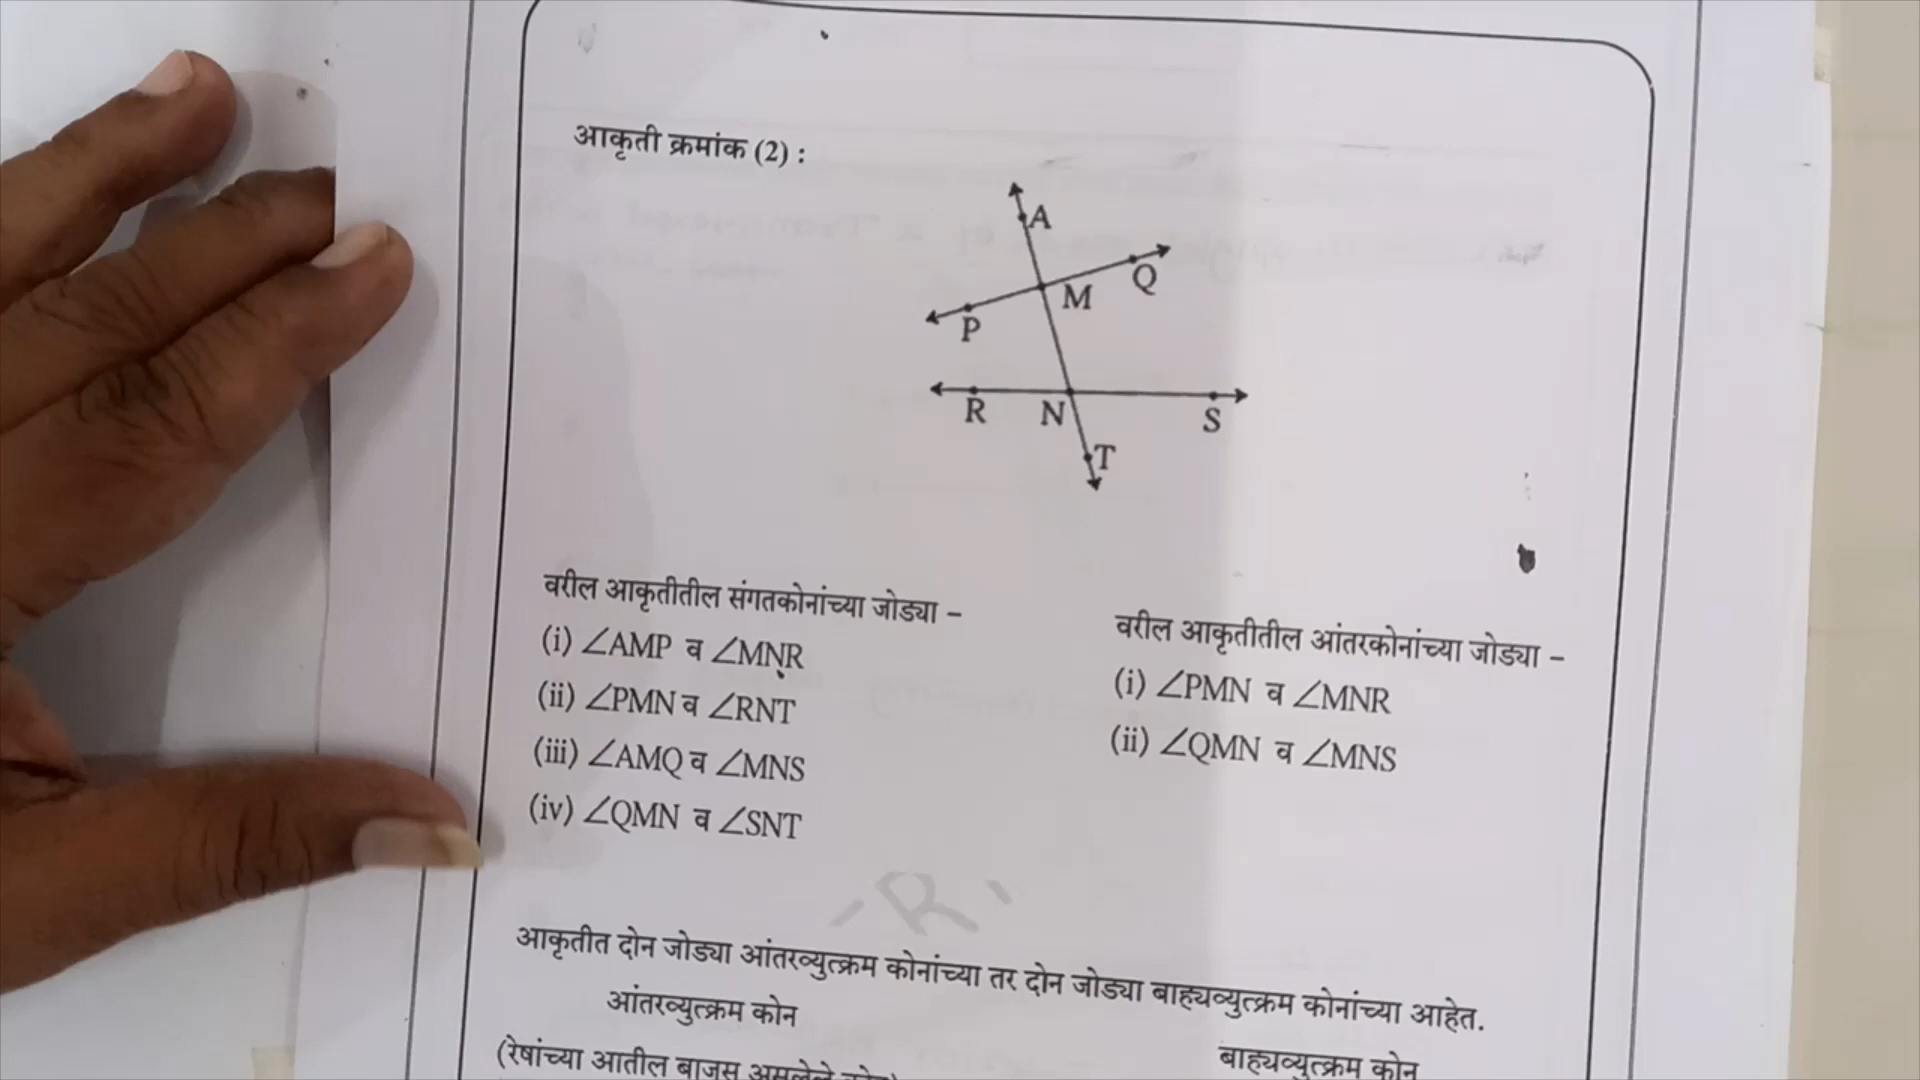 आकृती क्रमांक (2) :
A
Q
M
P
R
N
S
T
वरील आकृतीतील संगतकोनांच्या जोड्या –
(i) ∠AMP व ∠MNR
(ii) ∠PMN व ∠RNT
(iii) ∠AMQ व ∠MNS
(iv) ∠QMN व ∠SNT
वरील आकृतीतील आंतरकोनांच्या जोड्या –
(i) ∠PMN व ∠MNR
(ii) ∠QMN व ∠MNS
आकृतीत दोन जोड्या आंतरव्युत्क्रम कोनांच्या तर दोन जोड्या बाह्यव्युत्क्रम कोनांच्या आहेत.
आंतरव्युत्क्रम कोन
बाह्यव्युत्क्रम कोन
(रेषांच्या आतील बाजूस असलेले